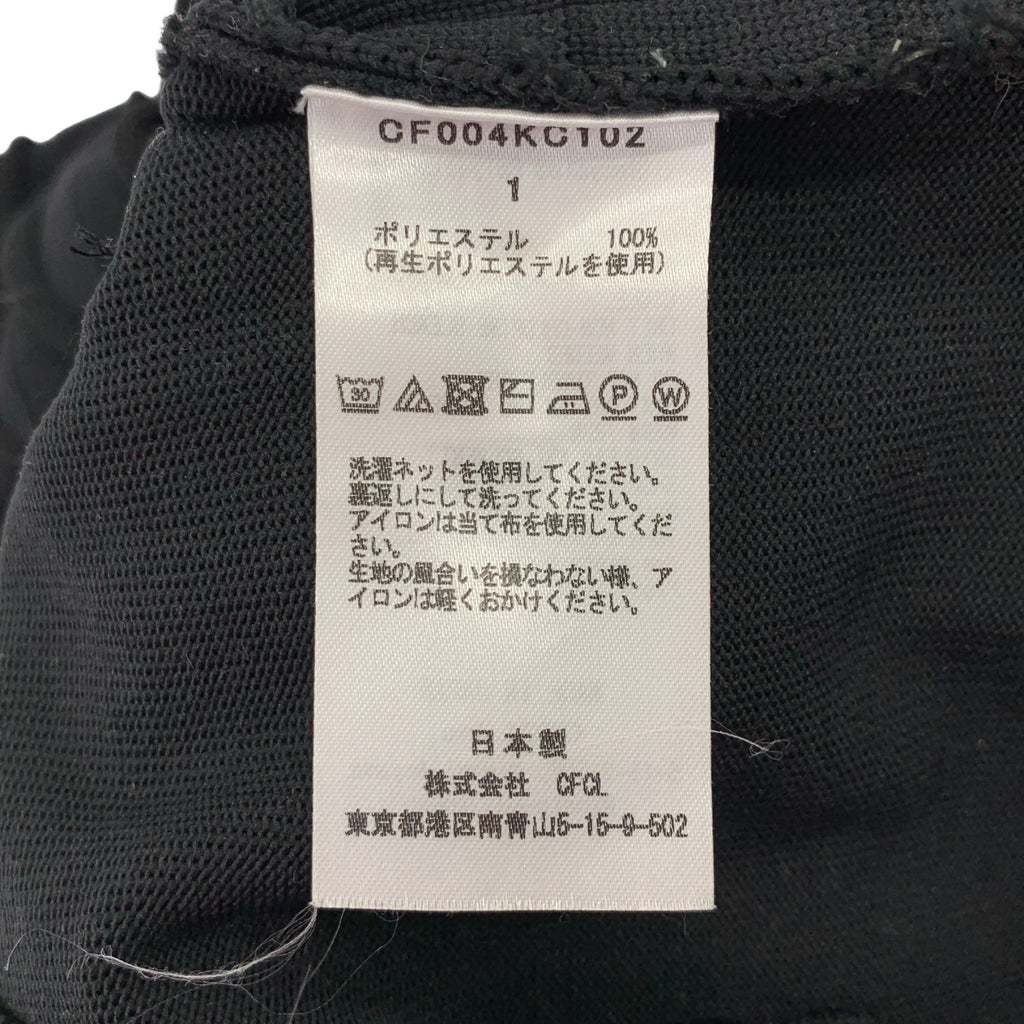 CF004KC102
1
ポリエステル 100%
(再生ポリエステルを使用)
30
P W
洗濯ネットを使用してください。
裏返しにして洗ってください。
アイロンは当て布を使用してくだ
さい。
生地の風合いを損なわない様、ア
イロンは軽くおかけください。
日本製
株式会社 CFCL
東京都港区南青山5-15-9-502